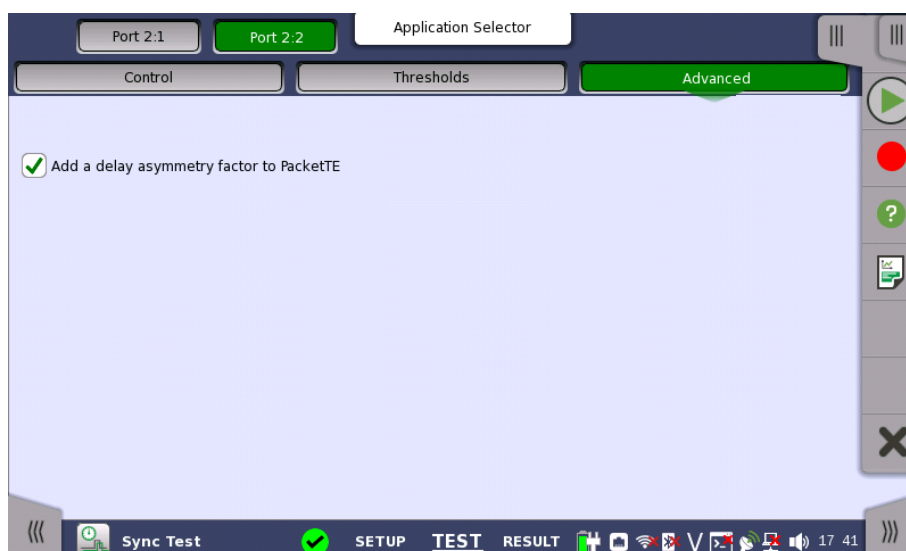 Port 2:1
Port 2:2
Application Selector
Control
Thresholds
Advanced
Add a delay asymmetry factor to PacketTE
Sync Test
SETUP
TEST
RESULT
17 41